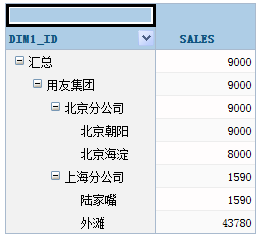 DIM1_ID SALES
汇总 9000
用友集团 9000
北京分公司 9000
北京朝阳 9000
北京海淀 8000
上海分公司 1590
陆家嘴 1590
外滩 43780